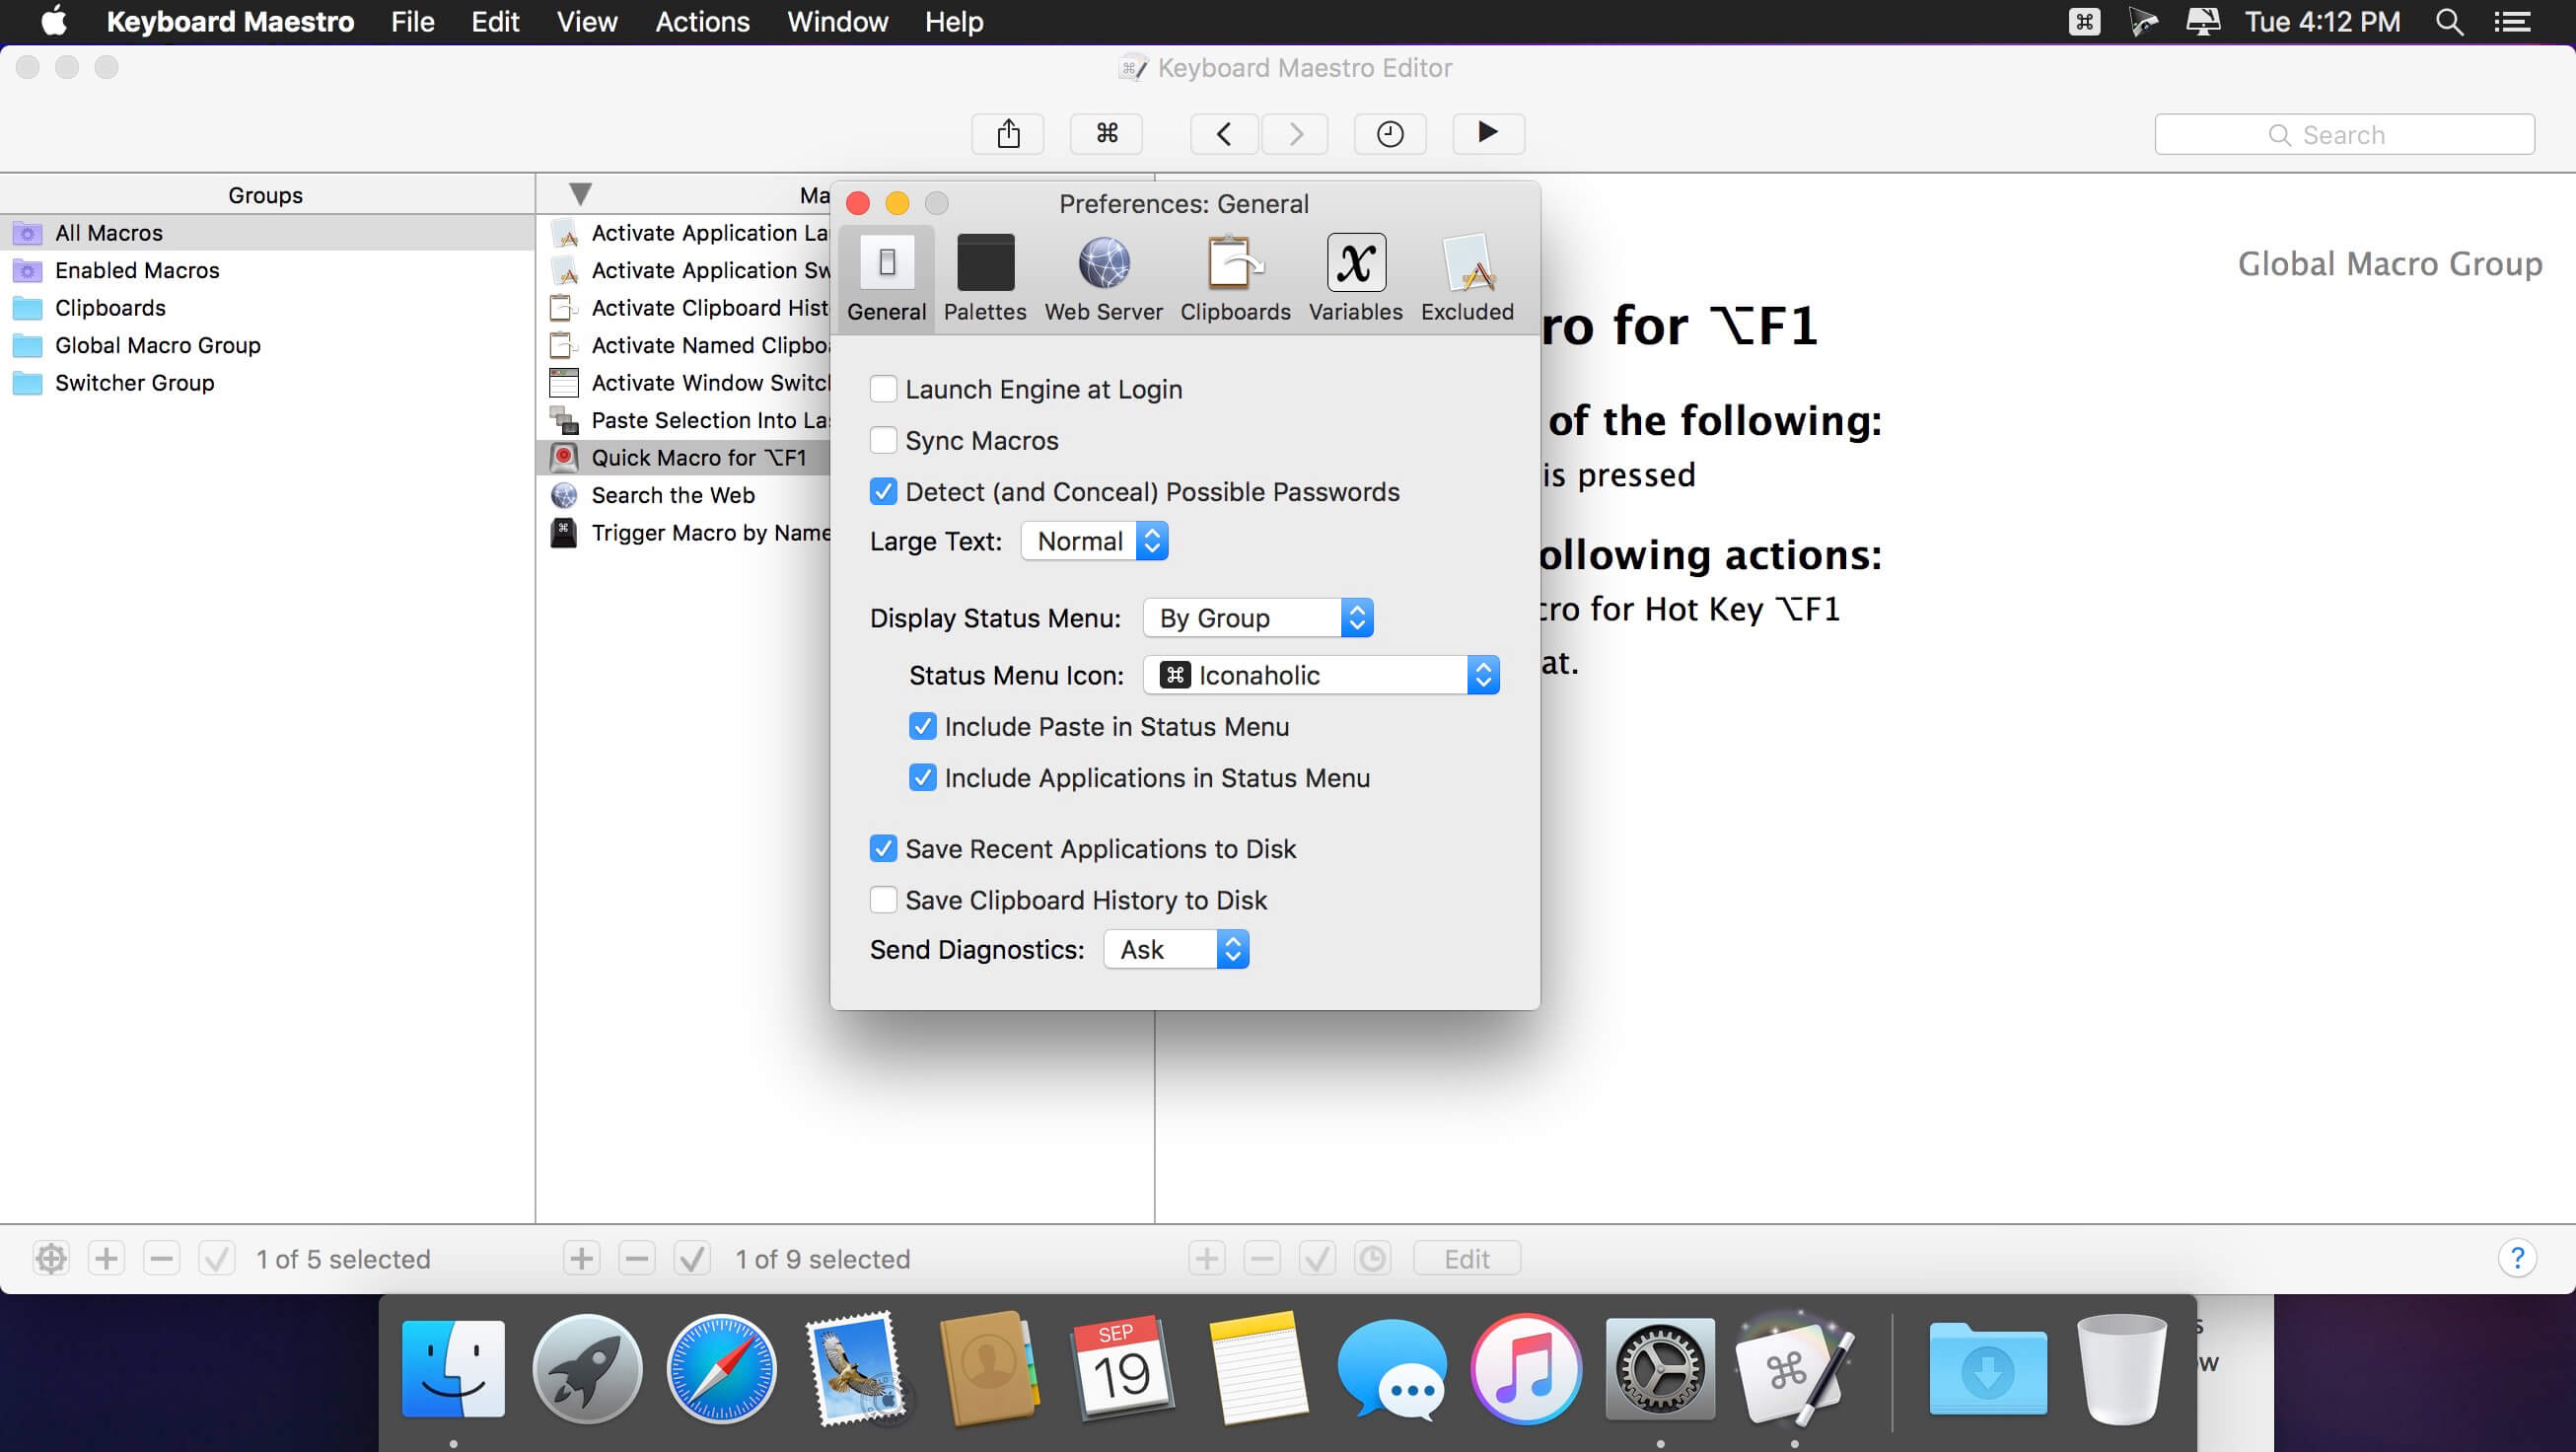 Keyboard Maestro File Edit View Actions Window Help Tue 4:12 PM
Keyboard Maestro Editor
Search
Groups
All Macros
Enabled Macros
Clipboards
Global Macro Group
Switcher Group
Ma
Activate Application La
Activate Application Sw
Activate Clipboard Hist
Activate Named Clipboa
Activate Window Switcl
Paste Selection Into La
Quick Macro for ⌥F1
Search the Web
Trigger Macro by Name
Preferences: General
General Palettes Web Server Clipboards Variables Excluded
Launch Engine at Login
Sync Macros
Detect (and Conceal) Possible Passwords
Large Text: Normal
Display Status Menu: By Group
Status Menu Icon: ⌘ Iconaholic
Include Paste in Status Menu
Include Applications in Status Menu
Save Recent Applications to Disk
Save Clipboard History to Disk
Send Diagnostics: Ask
Global Macro Group
ro for ⌥F1
of the following:
is pressed
ollowing actions:
cro for Hot Key ⌥F1
at.
1 of 5 selected
1 of 9 selected
Edit
?
SEP
19